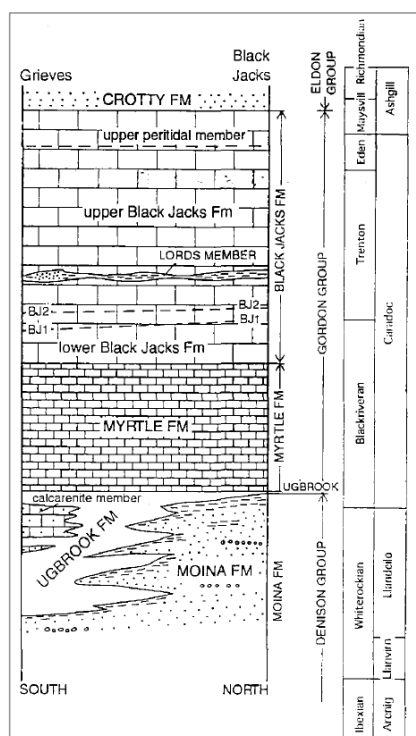 Black
Grieves Jacks
CROTTY FM
upper peritidal member
upper Black Jacks Fm
LORDS MEMBER
BJ2 BJ2
BJ1 BJ1
lower Black Jacks Fm
MYRTLE FM
calcarenite member
UGBROOK FM
MOINA FM
SOUTH NORTH
BLACK JACKS FM
MYRTLE FM
UGBROOK
MOINA FM
ELDON
GROUP
GORDON GROUP
DENISON GROUP
Richmondian
Maysvill
Eden
Trenton
Blackriveran
Whiterockian
Ibexian
Ashgill
Caradoc
Llandeilo
Llanvirn
Arenig